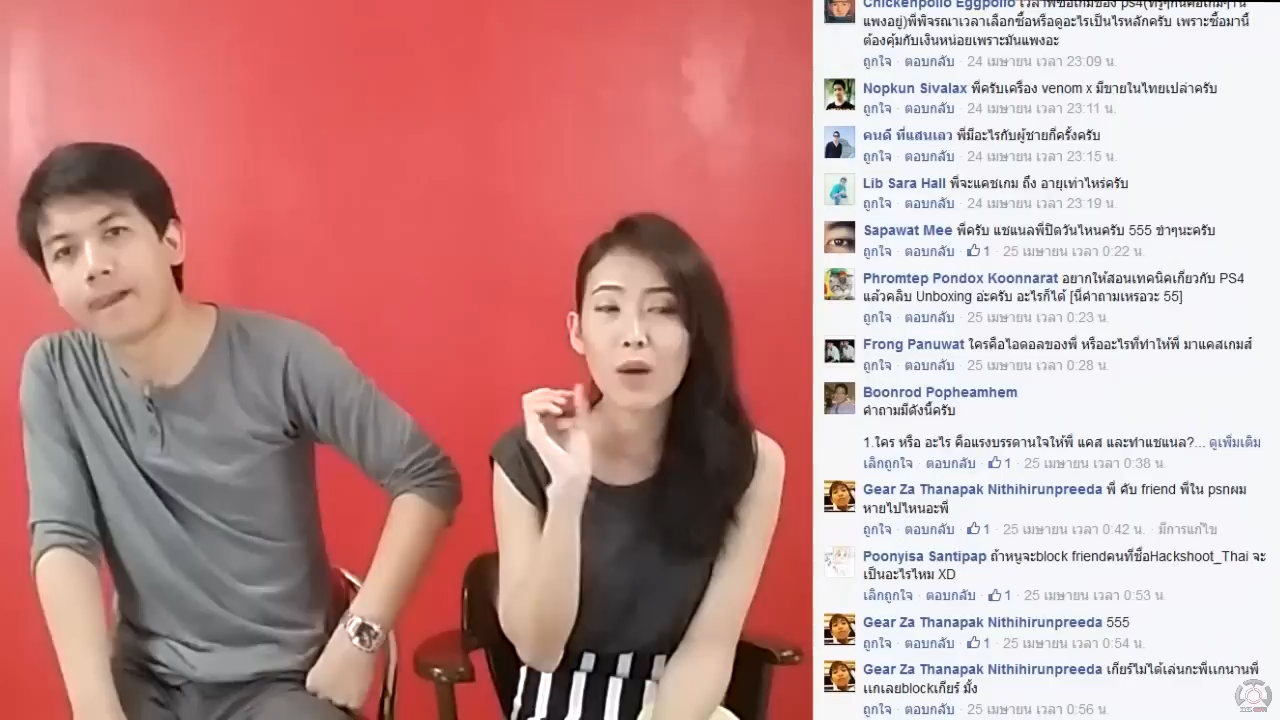 Chickenpollo Eggpollo เวลาพี่ซื้อเกมของ ps4(ที่รู้ๆกันคือเกมๆนึงแพงอยู่)
แพงอยู่)พี่พิจรณาเวลาเลือกซื้อหรือดูอะไรเป็นไรหลักครับ เพราะซื้อมานี้
ต้องคุ้มกับเงินหน่อยเพราะมันแพงอะ
ถูกใจ · ตอบกลับ · 24 เมษายน เวลา 23:09 น.
Nopkun Sivalax พี่ครับเครื่อง venom x มีขายในไทยเปล่าครับ
ถูกใจ · ตอบกลับ · 24 เมษายน เวลา 23:11 น.
คนดี ที่แสนเลว พี่มีอะไรกับผู้ชายกี่ครั้งครับ
ถูกใจ · ตอบกลับ · 24 เมษายน เวลา 23:15 น.
Lib Sara Hall พี่จะแคชเกม ถึง อายุเท่าไหร่ครับ
ถูกใจ · ตอบกลับ · 24 เมษายน เวลา 23:19 น.
Sapawat Mee พี่ครับ แชแนลพี่ปิดวันไหนครับ 555 ขำๆนะครับ
ถูกใจ · ตอบกลับ · 1 · 25 เมษายน เวลา 0:22 น.
Phromtep Pondox Koonnarat อยากให้สอนเทคนิคเกี่ยวกับ PS4
แล้วคลิบ Unboxing อ่ะครับ อะไรก็ได้ [นี่คำถามเหรอวะ 55]
ถูกใจ · ตอบกลับ · 25 เมษายน เวลา 0:23 น.
Frong Panuwat ใครคือไอดอลของพี่ หรืออะไรที่ทำให้พี่ มาแคสเกมส์
ถูกใจ · ตอบกลับ · 25 เมษายน เวลา 0:28 น.
Boonrod Popheamhem
คำถามมีดังนี้ครับ
1.ใคร หรือ อะไร คือแรงบรรดานใจให้พี่ แคส และทำแชแนล?... ดูเพิ่มเติม
เลิกถูกใจ · ตอบกลับ · 1 · 25 เมษายน เวลา 0:38 น.
Gear Za Thanapak Nithihirunpreeda พี่ คับ friend พี่ใน psnผม
หายไปไหนอะพี่
ถูกใจ · ตอบกลับ · 1 · 25 เมษายน เวลา 0:42 น. · มีการแก้ไข
Poonyisa Santipap ถ้าหนูจะblock friendคนที่ชื่อHackshoot_Thai จะ
เป็นอะไรไหม XD
เลิกถูกใจ · ตอบกลับ · 1 · 25 เมษายน เวลา 0:53 น.
Gear Za Thanapak Nithihirunpreeda 555
ถูกใจ · ตอบกลับ · 1 · 25 เมษายน เวลา 0:54 น.
Gear Za Thanapak Nithihirunpreeda เกียร์ไม่ได้เล่นกะพี่แกนานพี่
แกเลยblockเกียร์ มั้ง
ถูกใจ · ตอบกลับ · 25 เมษายน เวลา 0:56 น.